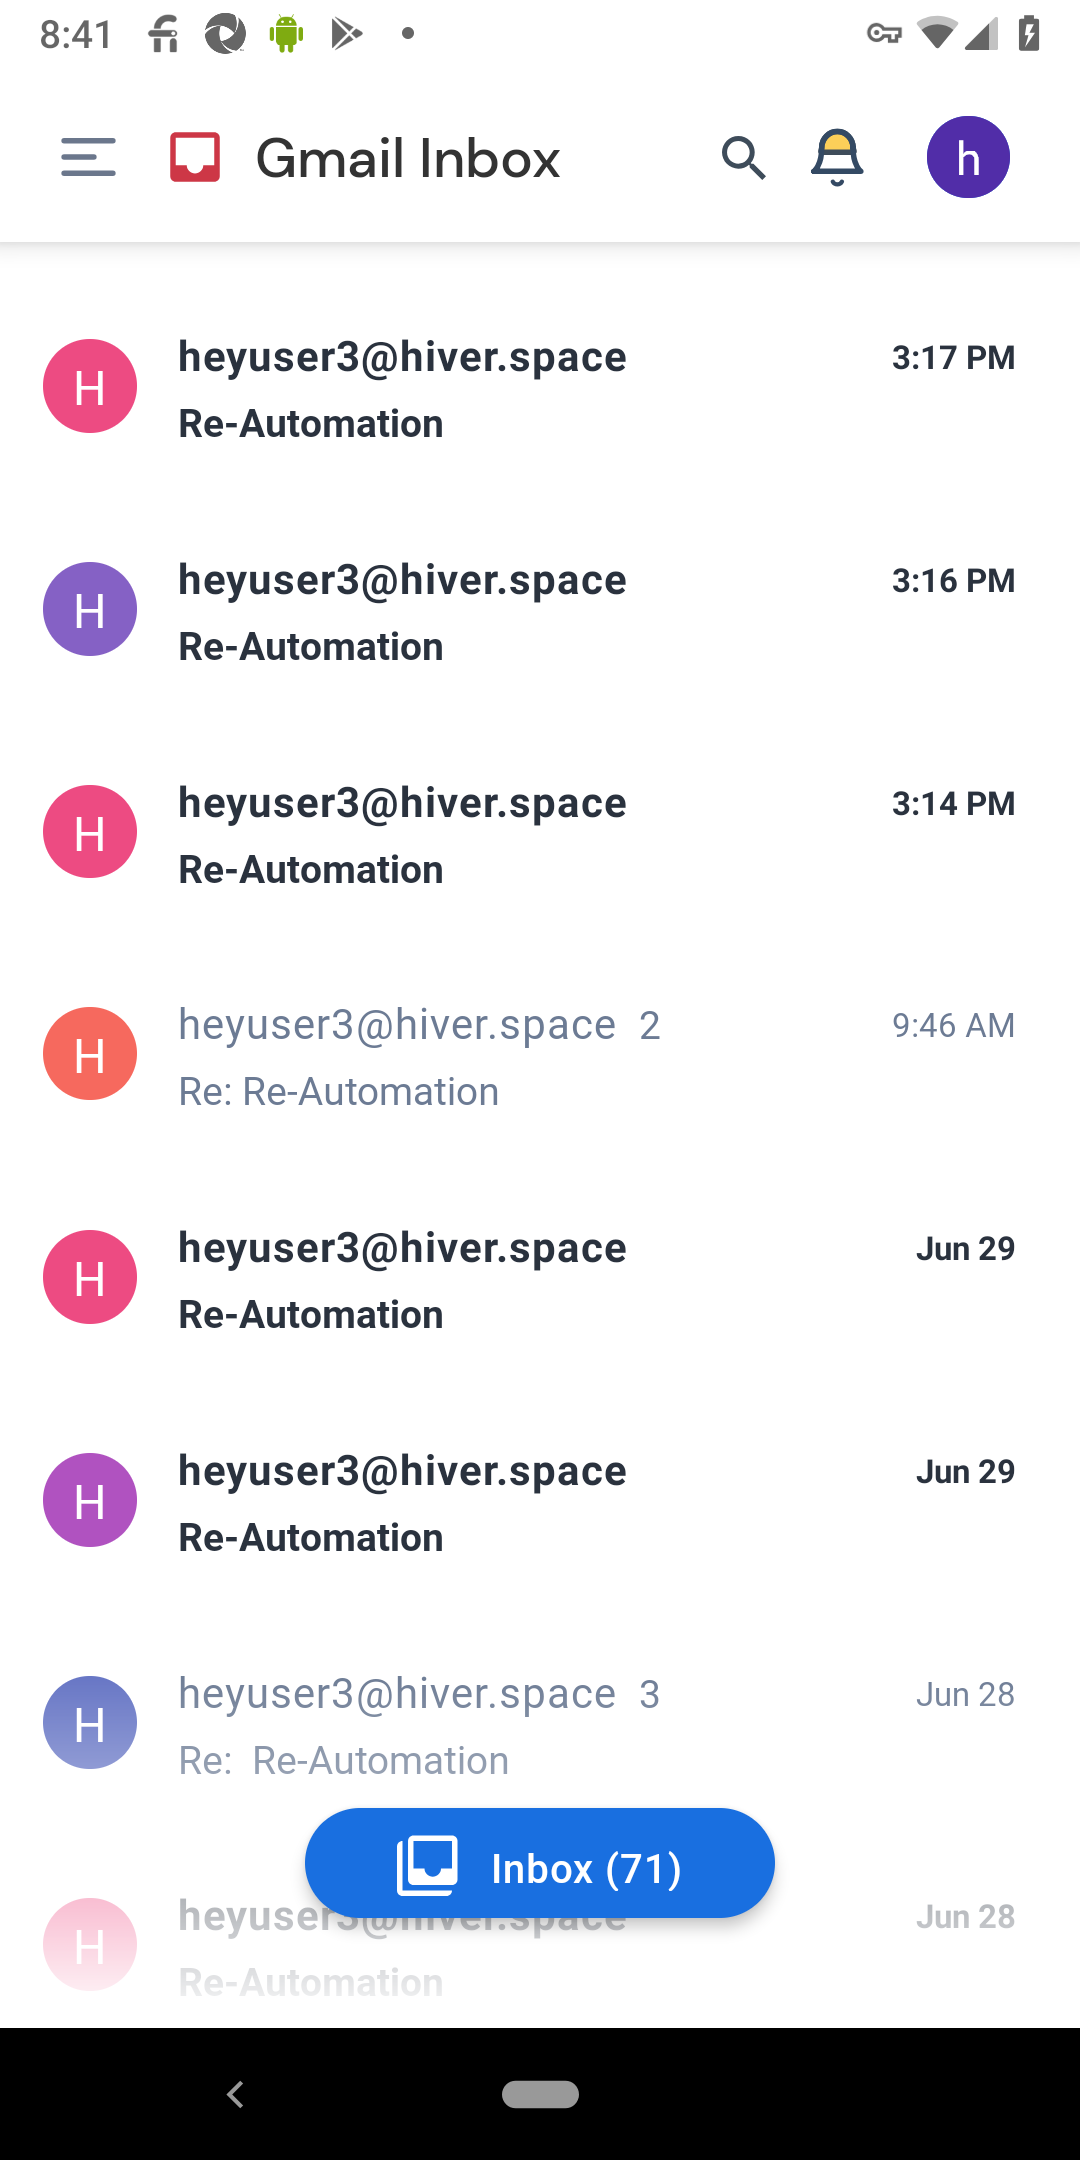 8:41
Gmail Inbox
h
H
heyuser3@hiver.space
3:17 PM
Re-Automation
H
heyuser3@hiver.space
3:16 PM
Re-Automation
H
heyuser3@hiver.space
3:14 PM
Re-Automation
H
heyuser3@hiver.space 2
9:46 AM
Re: Re-Automation
H
heyuser3@hiver.space
Jun 29
Re-Automation
H
heyuser3@hiver.space
Jun 29
Re-Automation
H
heyuser3@hiver.space 3
Jun 28
Re: Re-Automation
Inbox (71)
H
heyuser3@hiver.space
Jun 28
Re-Automation